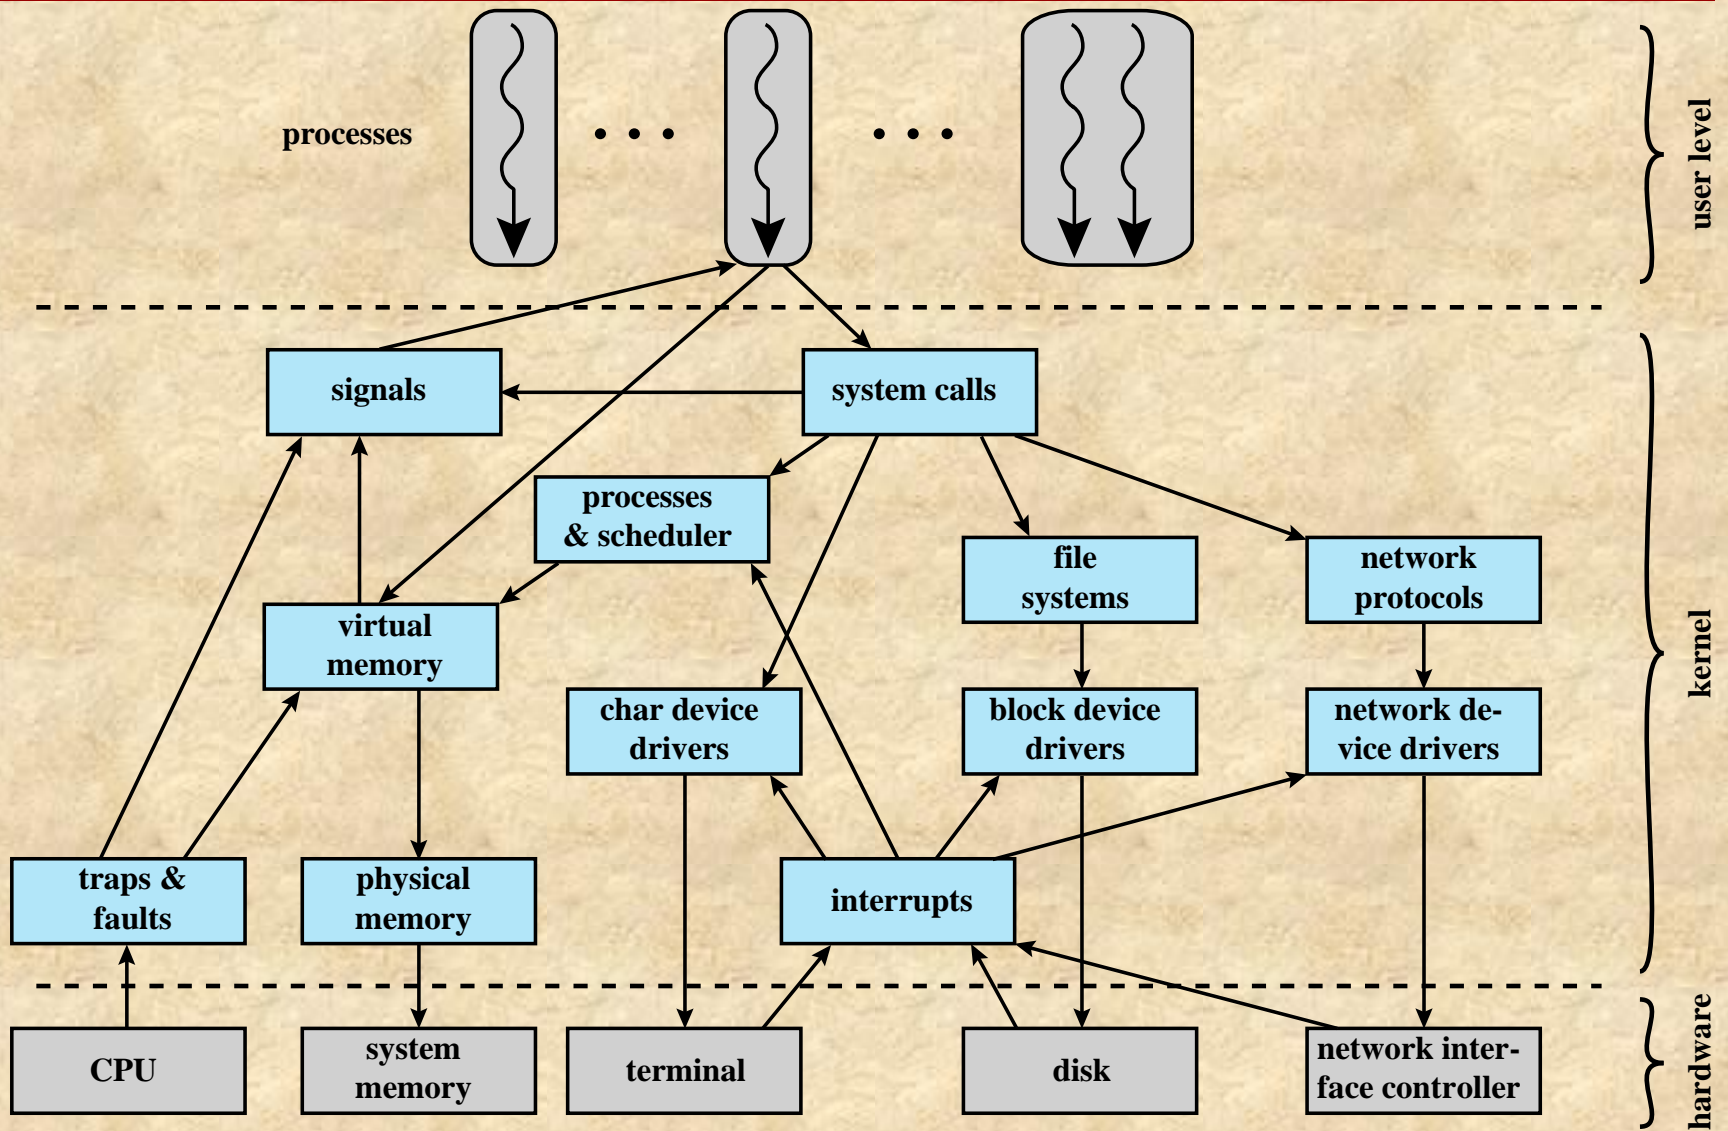 processes
user level
signals
system calls
processes
& scheduler
file
systems
network
protocols
virtual
memory
kernel
char device
drivers
block device
drivers
network de-
vice drivers
traps &
faults
physical
memory
interrupts
CPU
system
memory
terminal
disk
network inter-
face controller
hardware